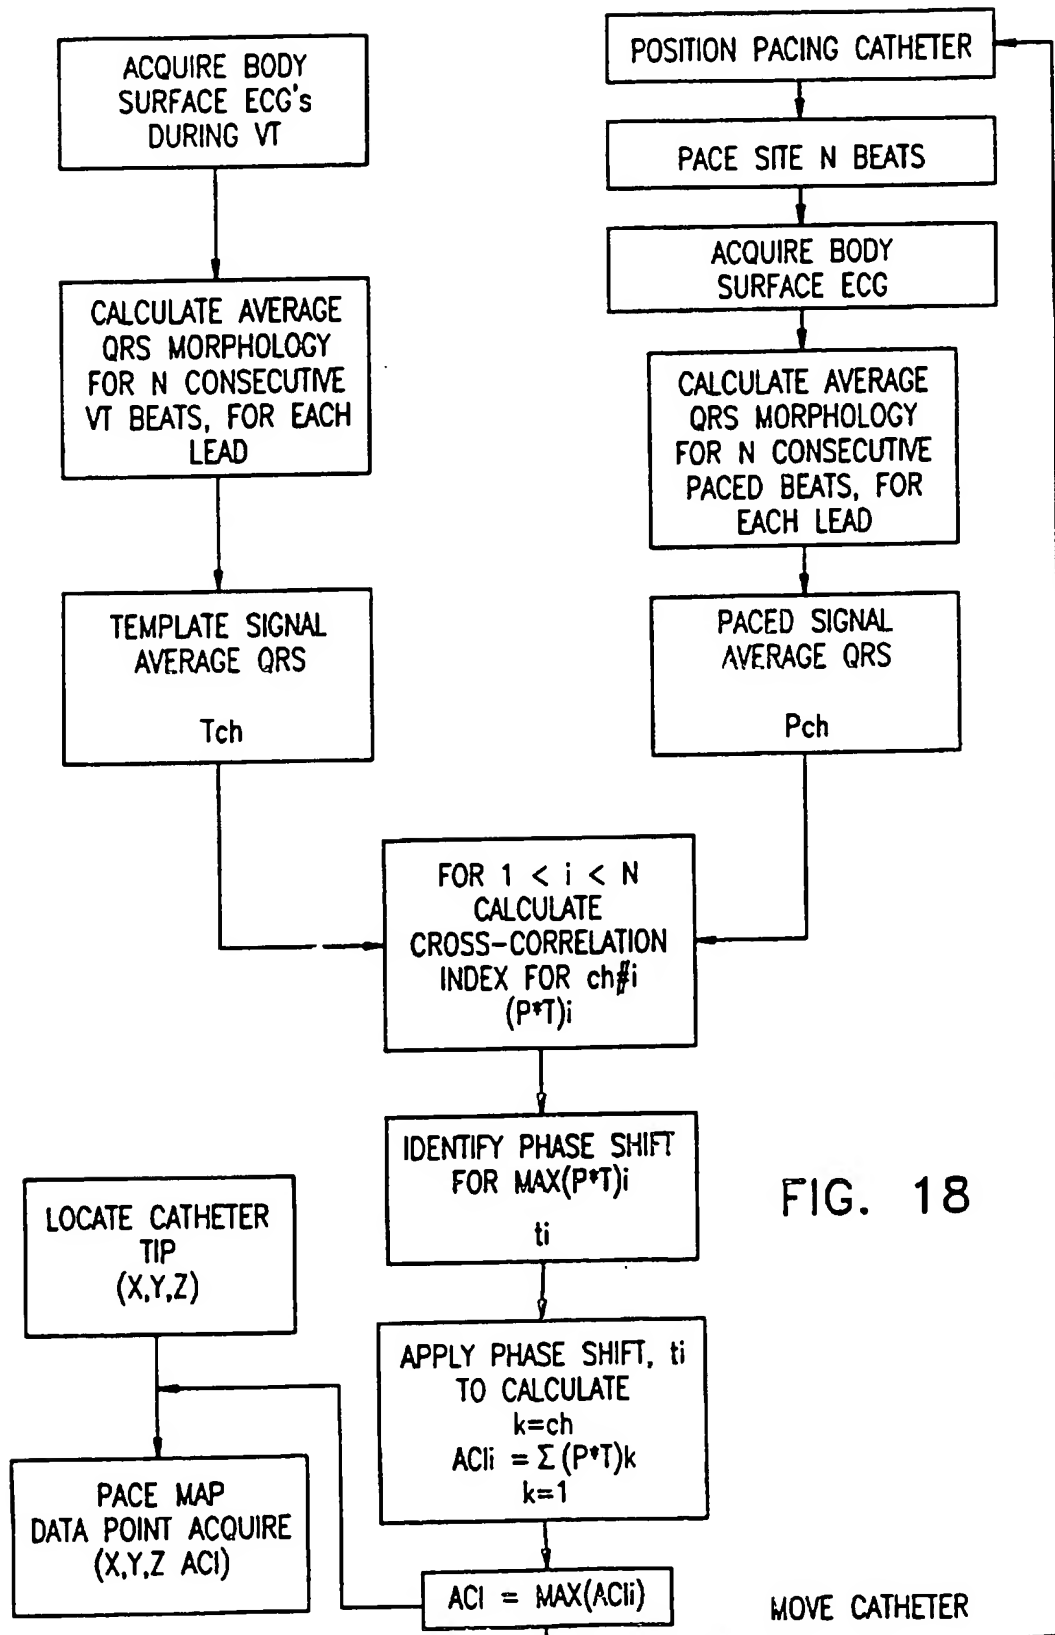 ACQUIRE BODY
SURFACE ECG's
DURING VT
CALCULATE AVERAGE
QRS MORPHOLOGY
FOR N CONSECUTIVE
VT BEATS, FOR EACH
LEAD
TEMPLATE SIGNAL
AVERAGE QRS
Tch
POSITION PACING CATHETER
PACE SITE N BEATS
ACQUIRE BODY
SURFACE ECG
CALCULATE AVERAGE
QRS MORPHOLOGY
FOR N CONSECUTIVE
PACED BEATS, FOR
EACH LEAD
PACED SIGNAL
AVERAGE QRS
Pch
FOR 1 < i < N
CALCULATE
CROSS-CORRELATION
INDEX FOR ch#i
(P*T)i
IDENTIFY PHASE SHIFT
FOR MAX(P*T)i
ti
FIG. 18
LOCATE CATHETER
TIP
(X,Y,Z)
APPLY PHASE SHIFT, ti
TO CALCULATE
k=ch
ACIi = Σ(P*T)k
k=1
PACE MAP
DATA POINT ACQUIRE
(X,Y,Z ACI)
ACI = MAX(ACIi)
MOVE CATHETER